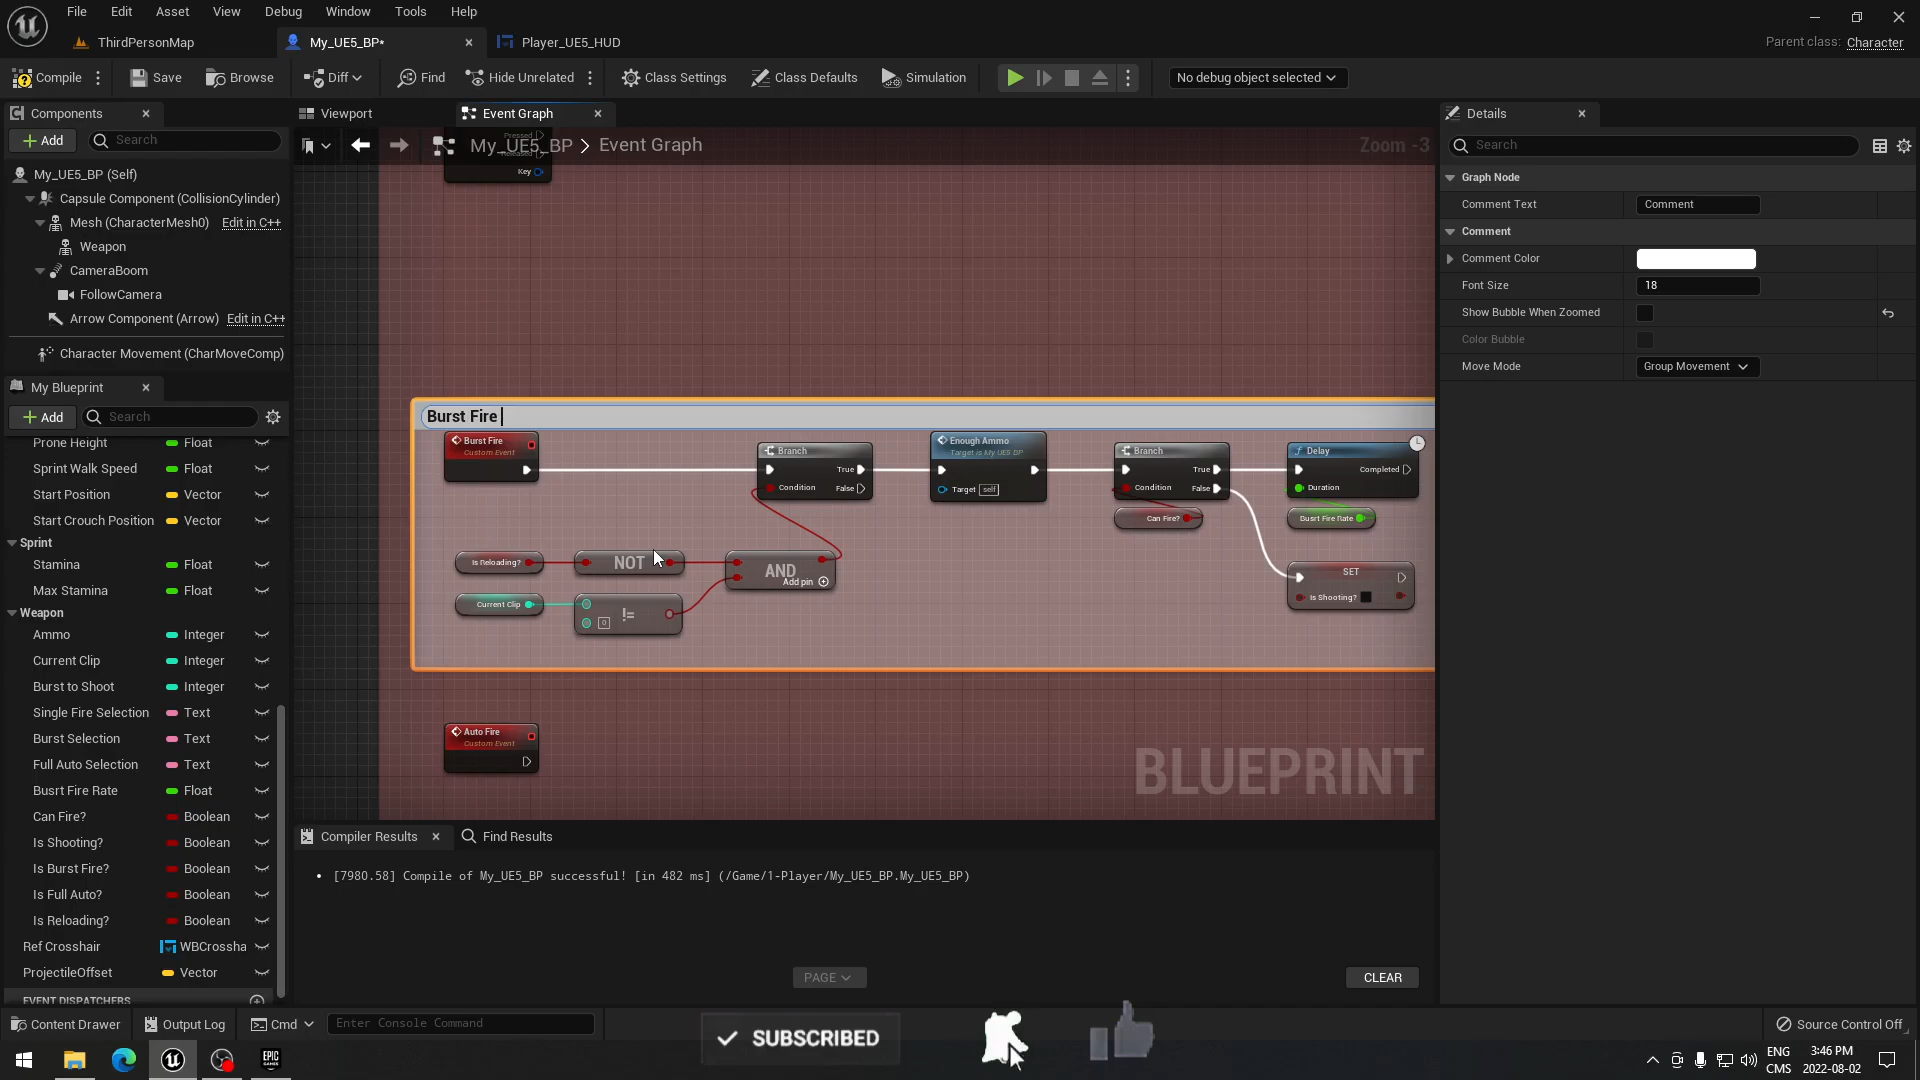 File Edit Asset View Debug Window Tools Help
ThirdPersonMap
My_UE5_BP*
Player_UE5_HUD
Parent class: Character
Compile
Save
Browse
Diff
Find
Hide Unrelated
Class Settings
Class Defaults
Simulation
No debug object selected
Components
Add
Search
My_UE5_BP (Self)
Capsule Component (CollisionCylinder)
Mesh (CharacterMesh0) Edit in C++
Weapon
CameraBoom
FollowCamera
Arrow Component (Arrow) Edit in C++
Character Movement (CharMoveComp)
My Blueprint
Add
Search
Prone Height Float
Sprint Walk Speed Float
Start Position Vector
Start Crouch Position Vector
Sprint
Stamina Float
Max Stamina Float
Weapon
Ammo Integer
Current Clip Integer
Burst to Shoot Integer
Single Fire Selection Text
Burst Selection Text
Full Auto Selection Text
Busrt Fire Rate Float
Can Fire? Boolean
Is Shooting? Boolean
Is Burst Fire? Boolean
Is Full Auto? Boolean
Is Reloading? Boolean
Ref Crosshair WBCrossha
ProjectileOffset Vector
EVENT DISPATCHERS
Viewport
Event Graph
My_UE5_BP > Event Graph
Zoom -3
Pressed
Released
Key
Burst Fire
Burst Fire
Custom Event
Branch
True
Condition
False
Enough Ammo
Target is My UE5 BP
Target self
Branch
True
Condition
False
Can Fire?
Delay
Completed
Duration
Busrt Fire Rate
Is Reloading?
NOT
AND
Add pin
Current Clip
0
!=
SET
Is Shooting?
Auto Fire
Custom Event
BLUEPRINT
Compiler Results
Find Results
[7980.58] Compile of My_UE5_BP successful! [in 482 ms] (/Game/1-Player/My_UE5_BP.My_UE5_BP)
PAGE
CLEAR
Details
Search
Graph Node
Comment Text Comment
Comment
Comment Color
Font Size 18
Show Bubble When Zoomed
Color Bubble
Move Mode Group Movement
Content Drawer
Output Log
Cmd
Enter Console Command
SUBSCRIBED
Source Control Off
EPIC
GAMES
ENG
CMS
3:46 PM
2022-08-02